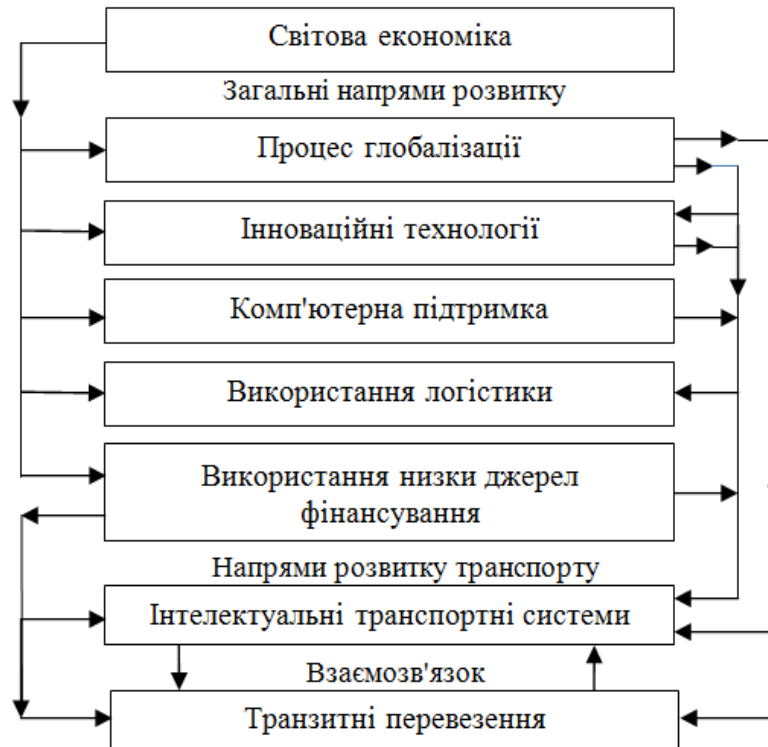 Світова економіка
Загальні напрями розвитку
Процес глобалізації
Інноваційні технології
Комп'ютерна підтримка
Використання логістики
Використання низки джерел
фінансування
Напрями розвитку транспорту
Інтелектуальні транспортні системи
Взаємозв'язок
Транзитні перевезення